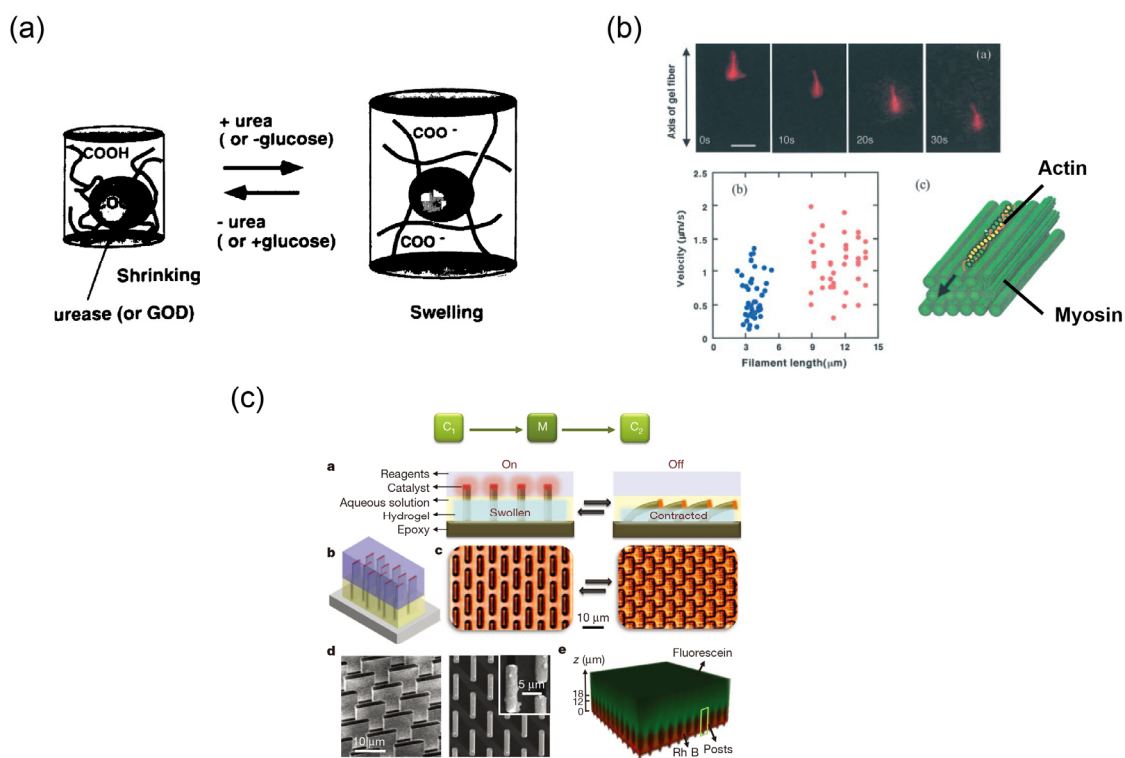 (a)
COOH
+ urea
( or -glucose)
- urea
( or +glucose)
Shrinking
urease (or GOD)
COO -
COO -
Swelling
(b)
Axis of gel fiber
(a)
0s
10s
20s
30s
(b)
Velocity (μm/s)
2.5
2
1.5
1
0.5
0
0
3
6
9
12
15
Filament length(μm)
(c)
Actin
Myosin
(c)
C1
M
C2
a
On
Off
Reagents
Catalyst
Aqueous solution
Hydrogel
Epoxy
Swollen
Contracted
b
c
10 μm
d
10 μm
5 μm
e
z (μm)
18
12
0
Fluorescein
Rh B
Posts